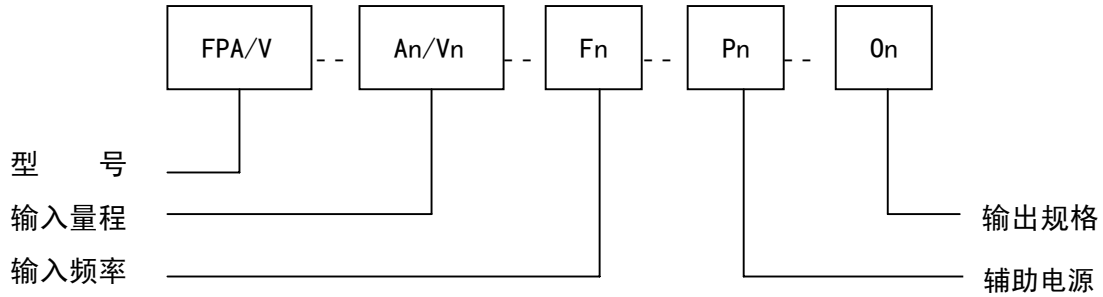 FPA/V -- An/Vn -- Fn -- Pn -- On
型 号
输入量程
输出规格
输入频率
辅助电源